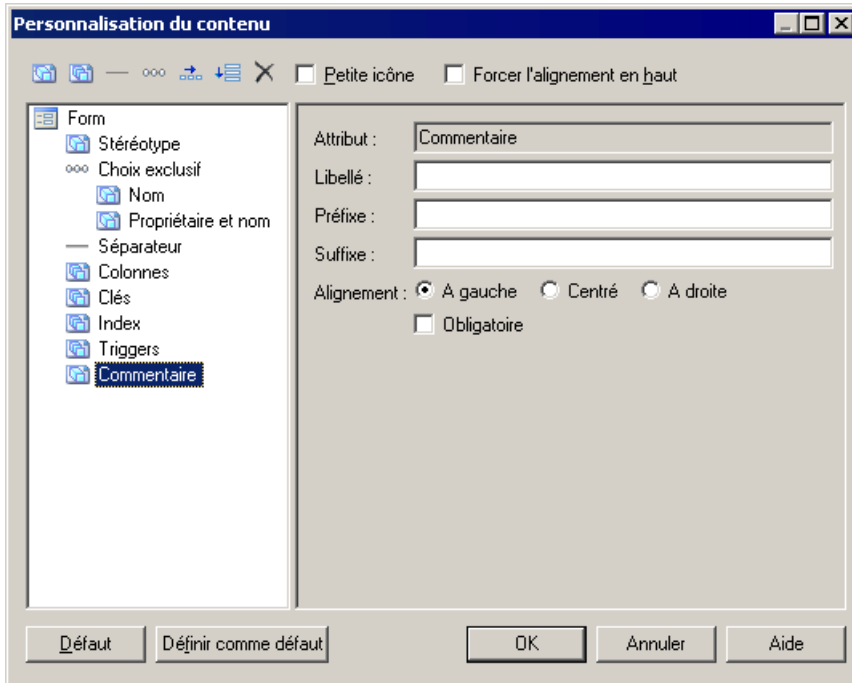 Personnalisation du contenu
Petite icône Forcer l'alignement en haut
Form
Stéréotype
Choix exclusif
Nom
Propriétaire et nom
Séparateur
Colonnes
Clés
Index
Triggers
Commentaire
Attribut : Commentaire
Libellé :
Préfixe :
Suffixe :
Alignement : A gauche Centré A droite
Obligatoire
Défaut Définir comme défaut OK Annuler Aide